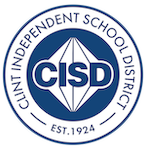 CLINT INDEPENDENT SCHOOL DISTRICT
CISD
EST.1924